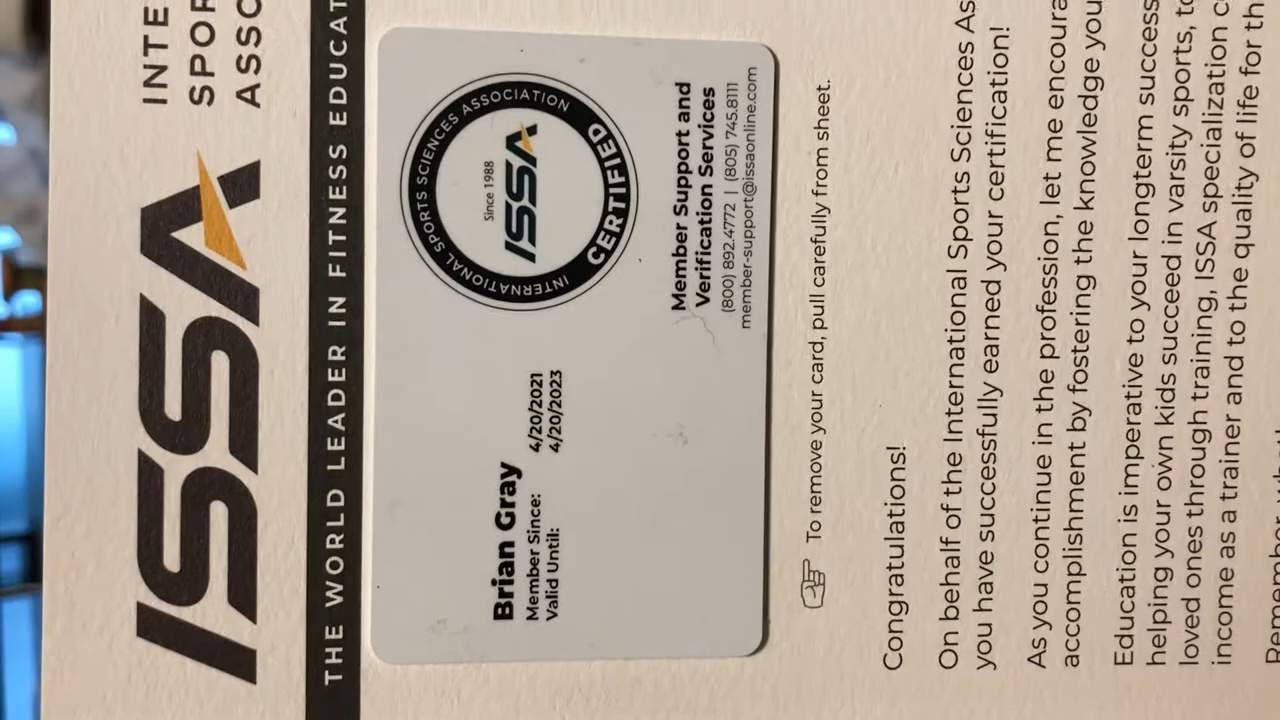 ISSA
INTE
SPOR
ASSO
THE WORLD LEADER IN FITNESS EDUCAT
INTERNATIONAL SPORTS SCIENCES ASSOCIATION
Since 1988
ISSA
CERTIFIED
Brian Gray
Member Since: 4/20/2021
Valid Until: 4/20/2023
Member Support and
Verification Services
(800) 892.4772 | (805) 745.8111
member-support@issaonline.com
To remove your card, pull carefully from sheet.
Congratulations!
On behalf of the International Sports Sciences As
you have successfully earned your certification!
As you continue in the profession, let me encoura
accomplishment by fostering the knowledge you
Education is imperative to your longterm success
helping your own kids succeed in varsity sports, to
loved ones through training, ISSA specialization c
income as a trainer and to the quality of life for th